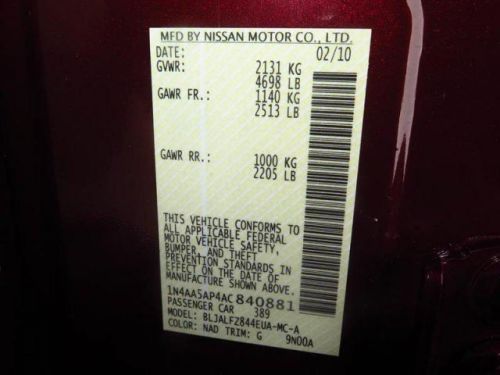 MFD BY NISSAN MOTOR CO., LTD.
DATE: 02/10
GVWR: 2131 KG
4698 LB
GAWR FR.: 1140 KG
2513 LB
GAWR RR.: 1000 KG
2205 LB
THIS VEHICLE CONFORMS TO
ALL APPLICABLE FEDERAL
MOTOR VEHICLE SAFETY,
BUMPER, AND THEFT
PREVENTION STANDARDS IN
EFFECT ON THE DATE OF
MANUFACTURE SHOWN ABOVE.
1N4AA5AP4AC840881
PASSENGER CAR 389
MODEL: BLJALFZ844EUA-MC-A
COLOR: NAD TRIM: G 9N00A